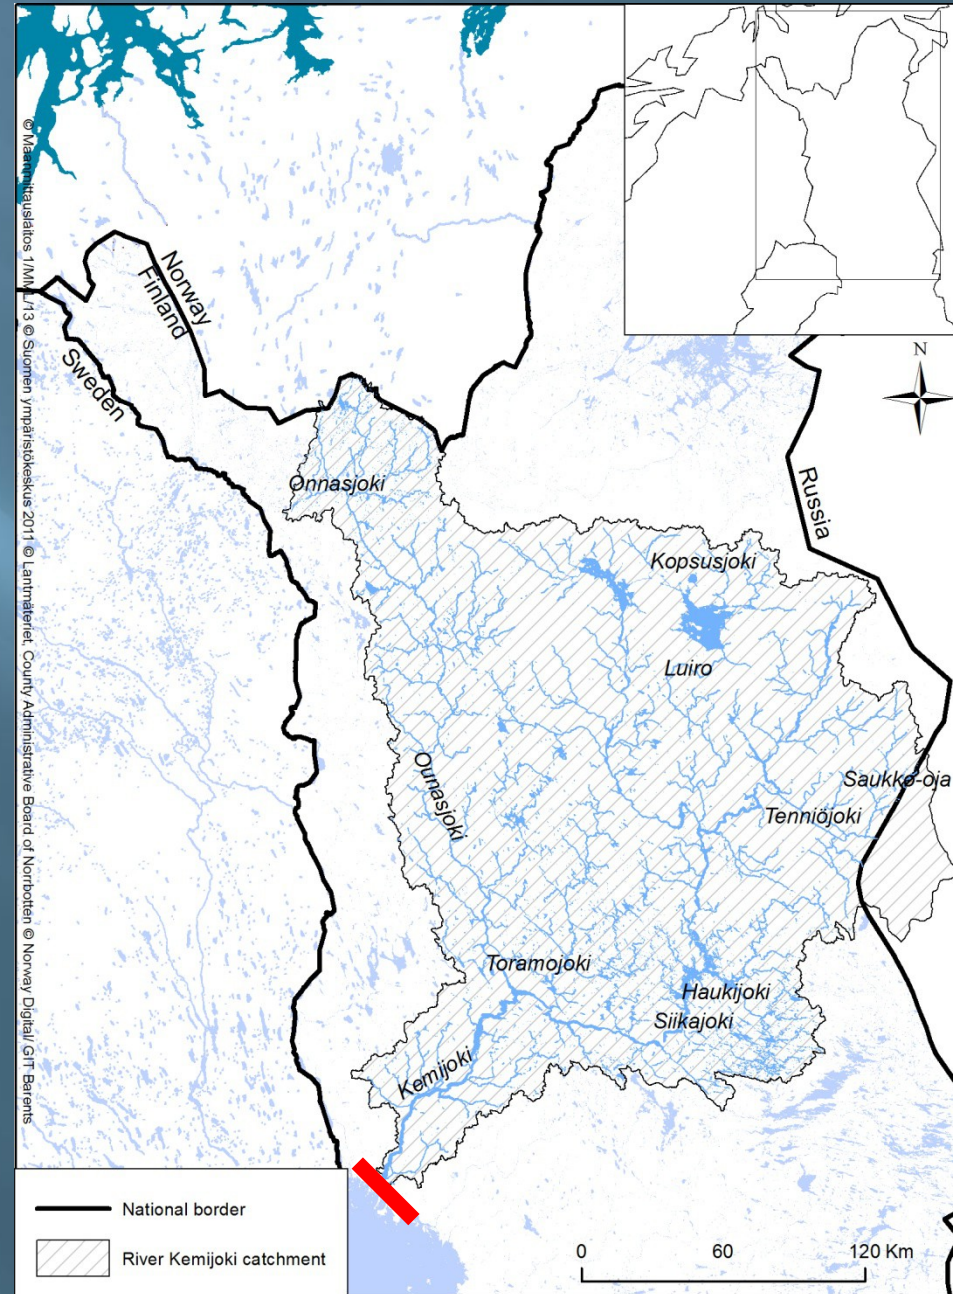 © Maanmittauslaitos 1/MML/13 © Suomen ympäristökeskus 2011 © Lantmäteriet, County Administrative Board of Norrbotten © Norway Digital/ GIT Barents
Norway
Finland
Sweden
N
Russia
Onnasjoki
Kopsusjoki
Luiro
Ounasjoki
Saukko-oja
Tenniöjoki
Toramojoki
Haukijoki
Siikajoki
Kemijoki
National border
River Kemijoki catchment
0 60 120 Km